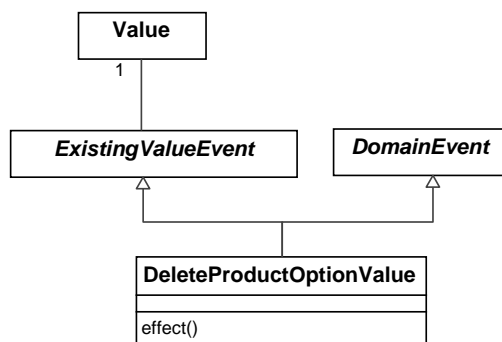 Value
1
ExistingValueEvent
DomainEvent
DeleteProductOptionValue
effect()